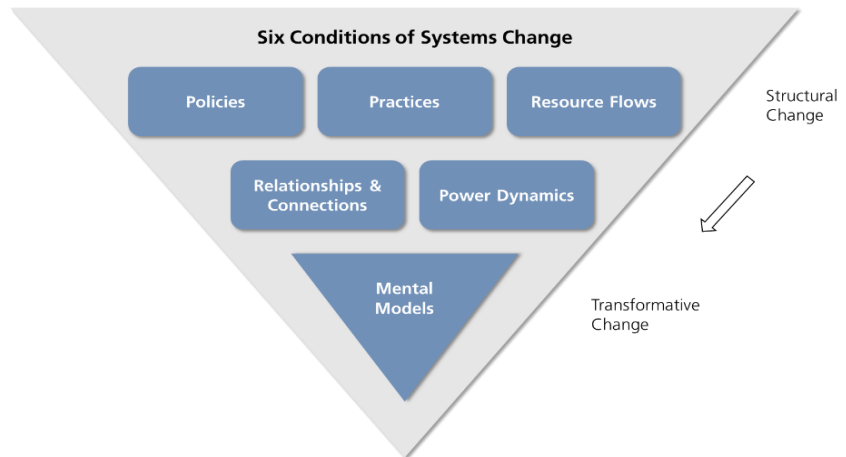 Six Conditions of Systems Change
Policies
Practices
Resource Flows
Structural
Change
Relationships &
Connections
Power Dynamics
Mental
Models
Transformative
Change